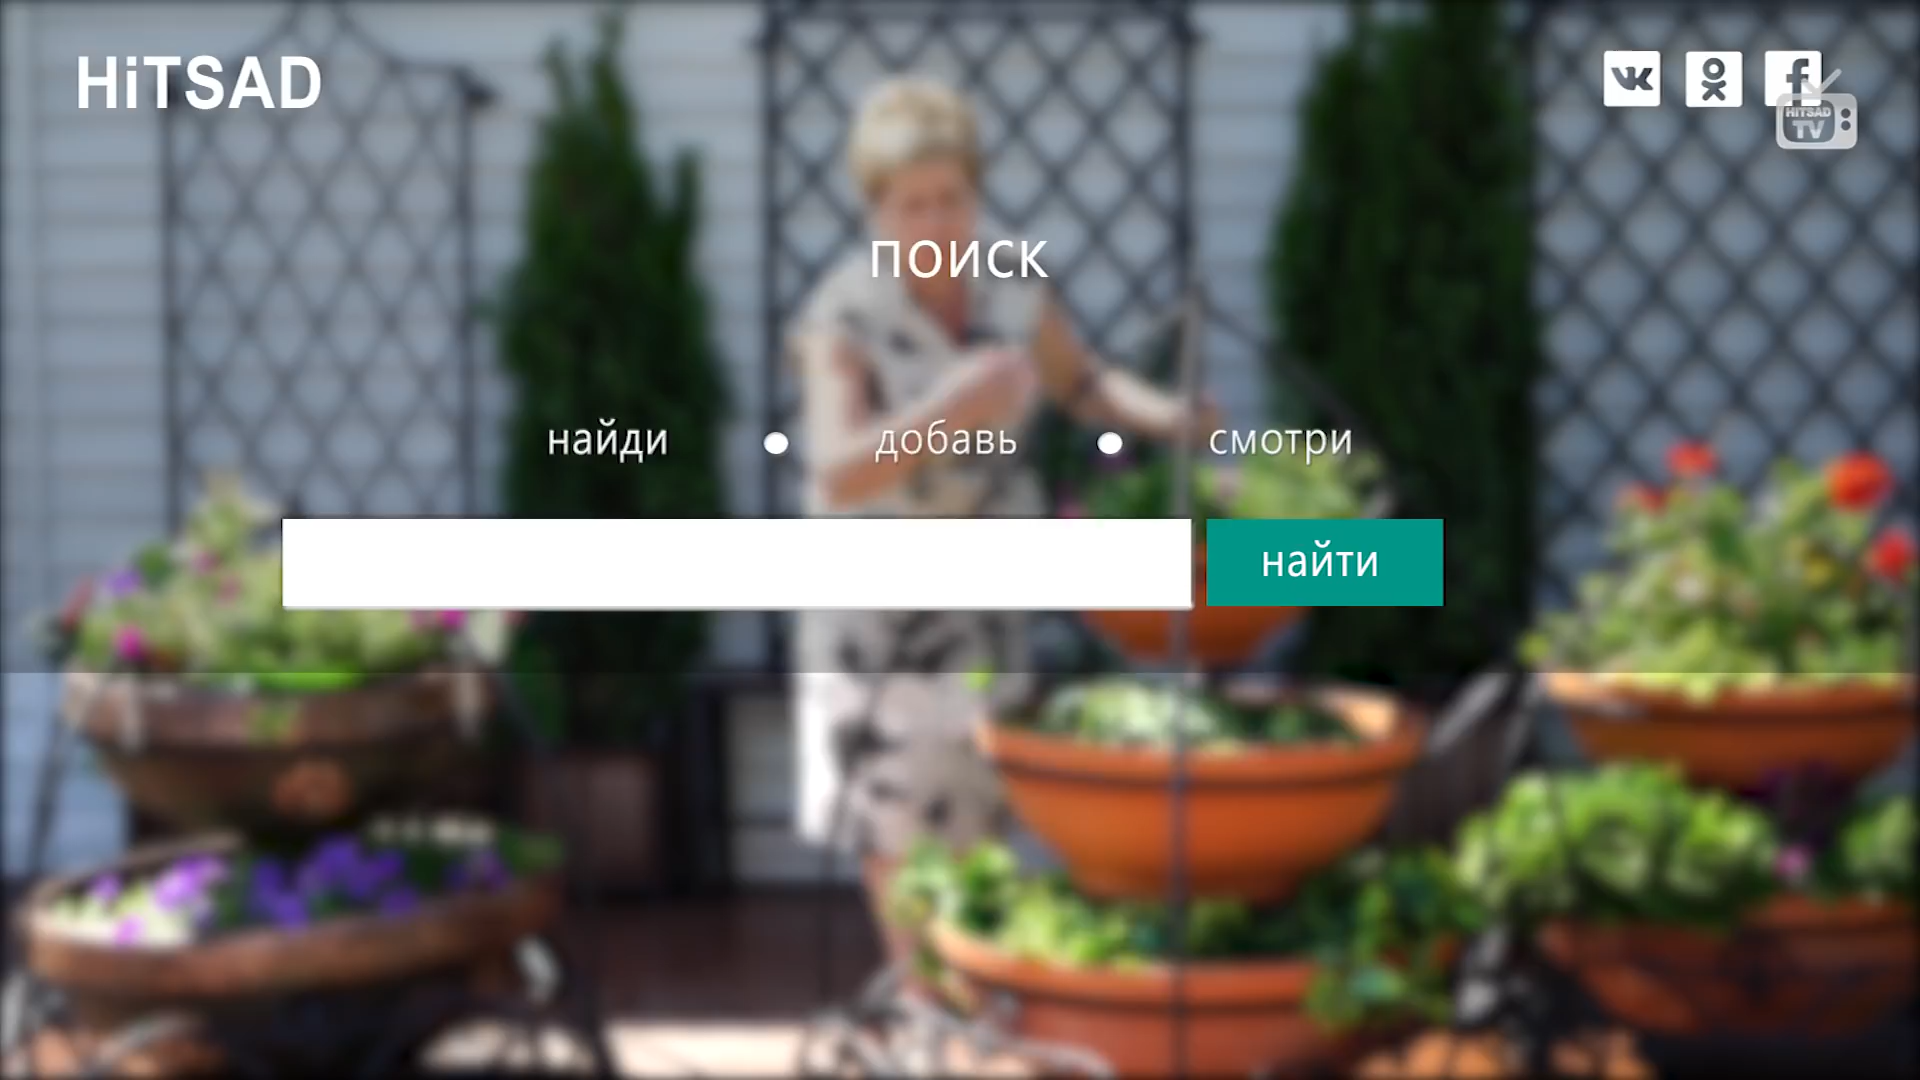 HiTSAD
HITSAD
TV
поиск
найди • добавь • смотри
найти